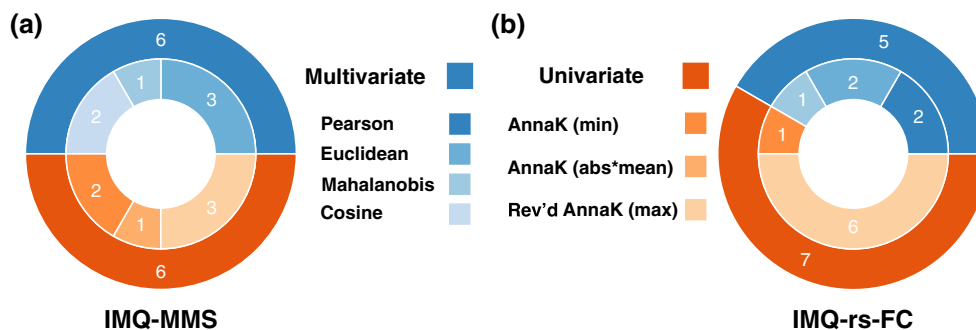 (a)
6
1
3
2
2
1
3
6
IMQ-MMS
Multivariate
Pearson
Euclidean
Mahalanobis
Cosine
(b)
Univariate
AnnaK (min)
AnnaK (abs*mean)
Rev'd AnnaK (max)
5
2
1
2
1
6
7
IMQ-rs-FC